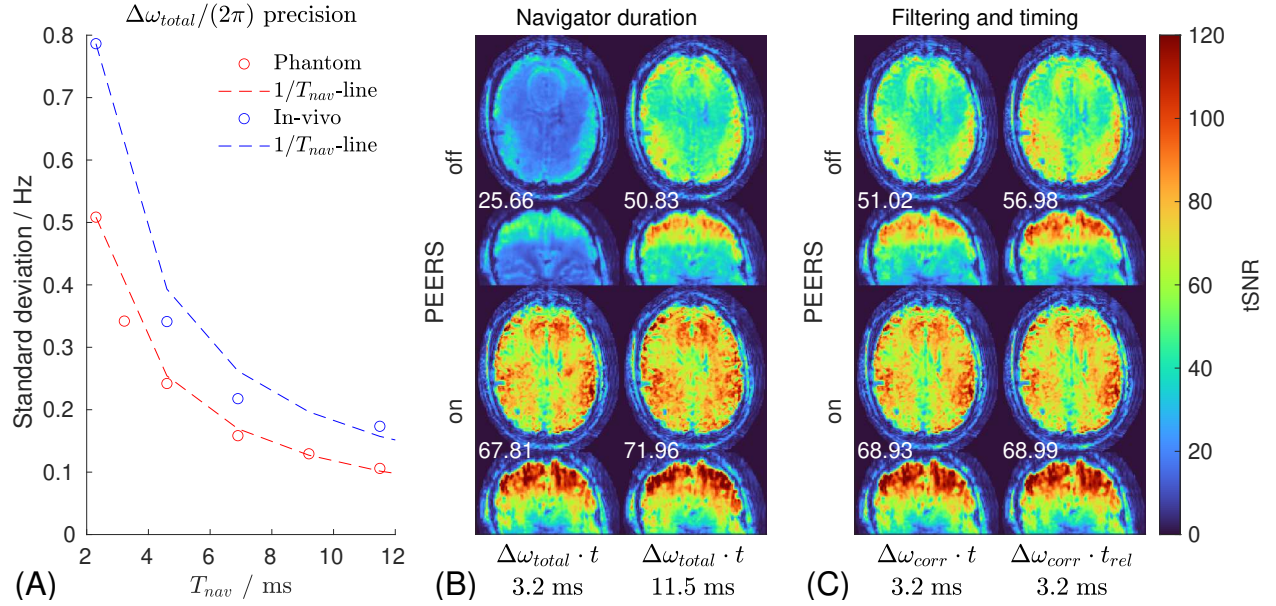 Δω_total/(2π) precision
0.8
0.7
0.6
0.5
0.4
0.3
0.2
0.1
0
Standard deviation / Hz
Phantom
1/T_nav-line
In-vivo
1/T_nav-line
2
4
6
8
10
12
T_nav / ms
(A)
Navigator duration
off
PEERS
on
25.66
50.83
67.81
71.96
Δω_total · t
3.2 ms
Δω_total · t
11.5 ms
(B)
Filtering and timing
off
PEERS
on
51.02
56.98
68.93
68.99
Δω_corr · t
3.2 ms
Δω_corr · t_rel
3.2 ms
(C)
120
100
80
60
40
20
0
tSNR